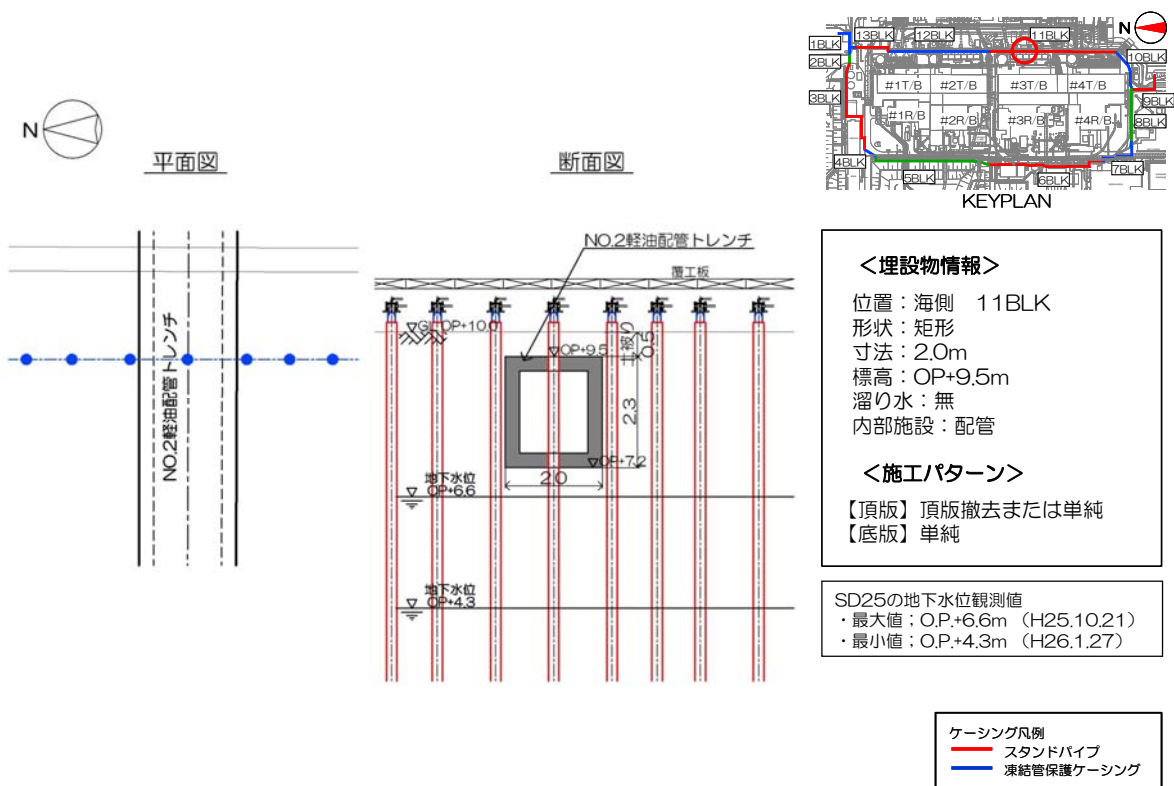 N
平面図
NO.2軽油配管トレンチ
断面図
NO.2軽油配管トレンチ
覆工板
GL OP+10.0
土被り
0.5
OP+9.5
2.3
OP+7.2
2.0
地下水位
OP+6.6
地下水位
OP+4.3
N
1BLK
2BLK
3BLK
4BLK
5BLK
6BLK
7BLK
8BLK
9BLK
10BLK
11BLK
12BLK
13BLK
#1T/B
#2T/B
#3T/B
#4T/B
#1R/B
#2R/B
#3R/B
#4R/B
KEYPLAN
＜埋設物情報＞
位置：海側　11BLK
形状：矩形
寸法：2.0m
標高：OP+9.5m
溜り水：無
内部施設：配管
＜施工パターン＞
【頂版】頂版撤去または単純
【底版】単純
SD25の地下水位観測値
・最大値；O.P.+6.6m （H25.10.21）
・最小値；O.P.+4.3m （H26.1.27）
ケーシング凡例
スタンドパイプ
凍結管保護ケーシング